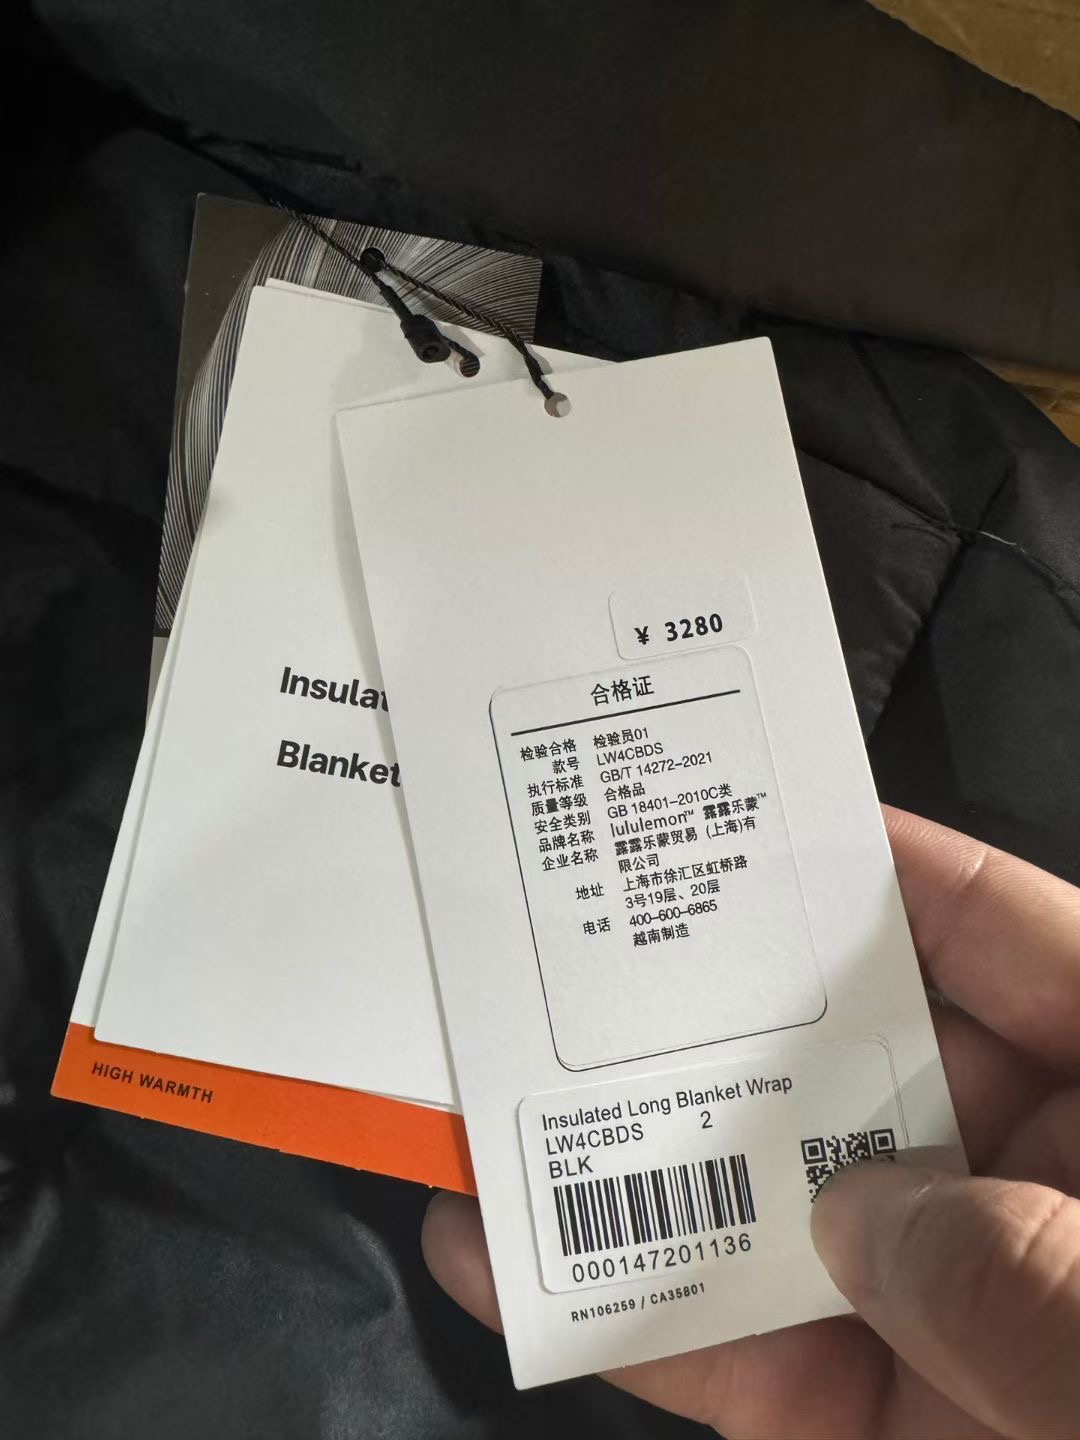 Insulat
Blanket
HIGH WARMTH
¥ 3280
合格证
检验合格 检验员01
款号 LW4CBDS
执行标准 GB/T 14272-2021
质量等级 合格品
安全类别 GB 18401-2010C类
品牌名称 lululemon™ 露露乐蒙™
企业名称 露露乐蒙贸易 (上海)有
限公司
地址 上海市徐汇区虹桥路
3号19层、20层
电话 400-600-6865
越南制造
Insulated Long Blanket Wrap
LW4CBDS 2
BLK
000147201136
RN106259 / CA35801